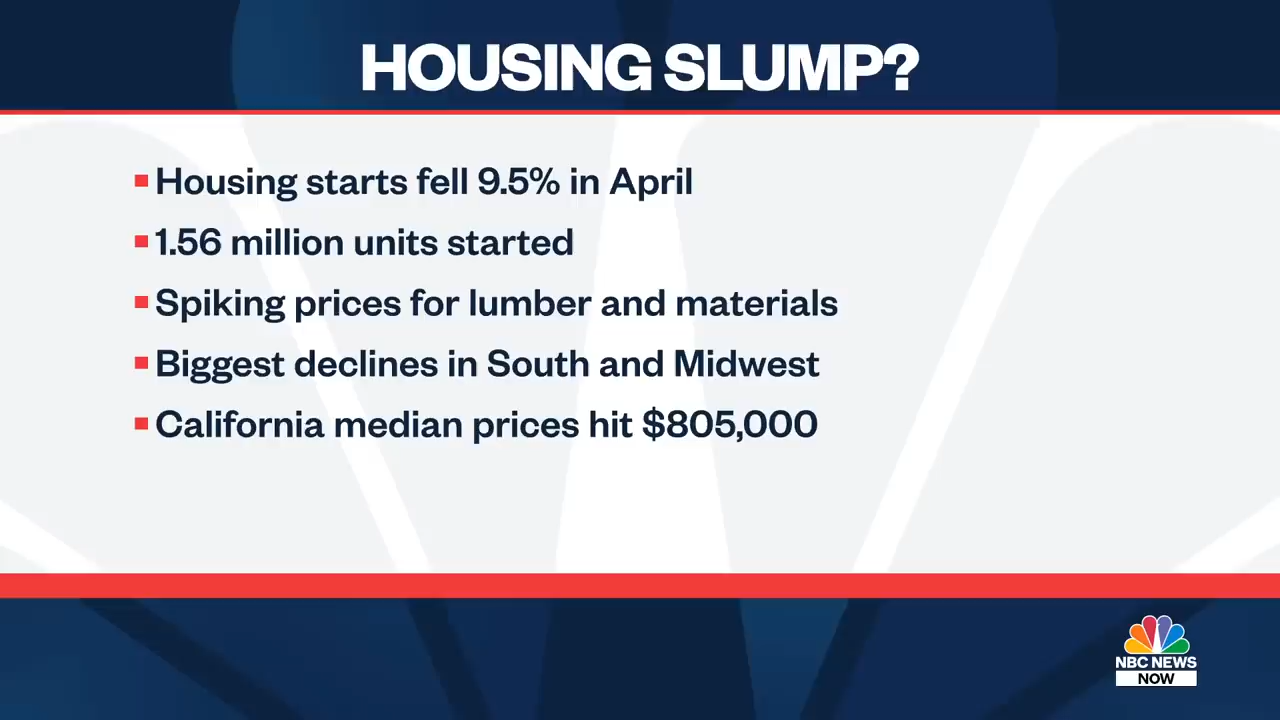 HOUSING SLUMP?
Housing starts fell 9.5% in April
1.56 million units started
Spiking prices for lumber and materials
Biggest declines in South and Midwest
California median prices hit $805,000
NBC NEWS
NOW